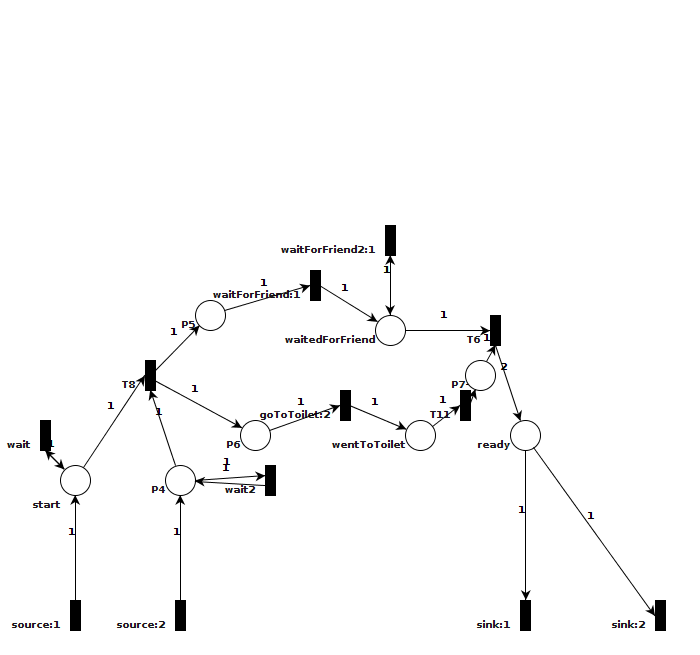 waitForFriend2:1
1
1
waitForFriend:1
1
1
P5
1
waitedForFriend
1
T6
1
2
T8
1
1
1
P7
1
goToToilet:2
1
1
T11
wait
1
P6
wentToToilet
ready
1
1
P4
wait2
start
1
1
1
1
source:1
source:2
sink:1
sink:2